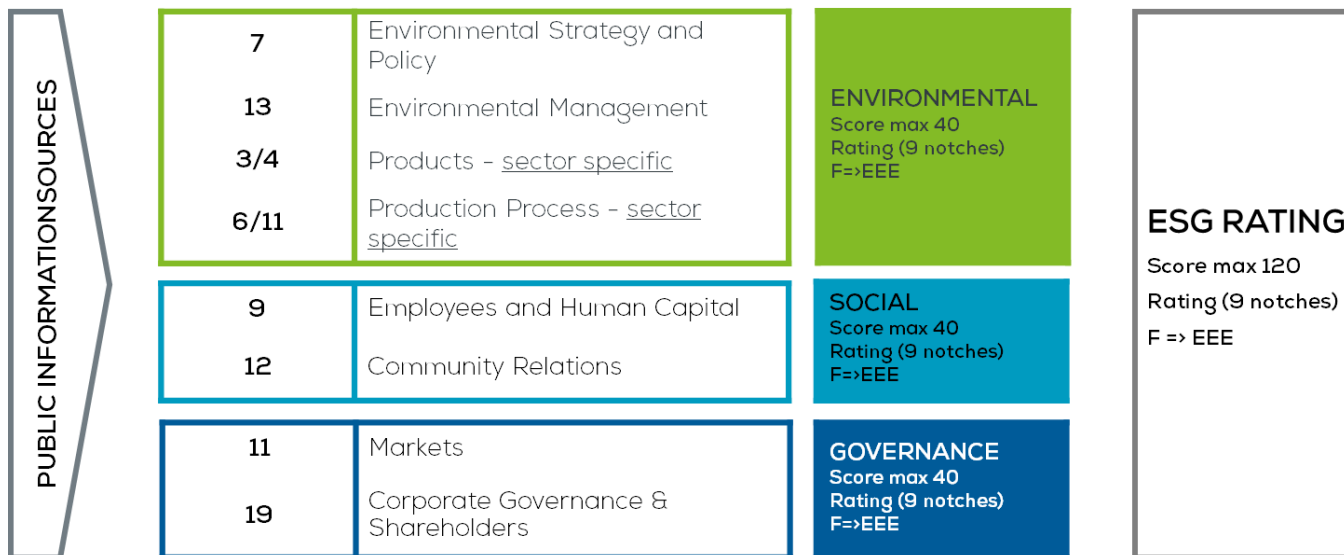 PUBLIC INFORMATIONSOURCES
7
Environmental Strategy and
Policy
13
Environmental Management
3/4
Products - sector specific
6/11
Production Process - sector
specific
ENVIRONMENTAL
Score max 40
Rating (9 notches)
F=>EEE
9
Employees and Human Capital
12
Community Relations
SOCIAL
Score max 40
Rating (9 notches)
F=>EEE
11
Markets
19
Corporate Governance &
Shareholders
GOVERNANCE
Score max 40
Rating (9 notches)
F=>EEE
ESG RATING
Score max 120
Rating (9 notches)
F => EEE